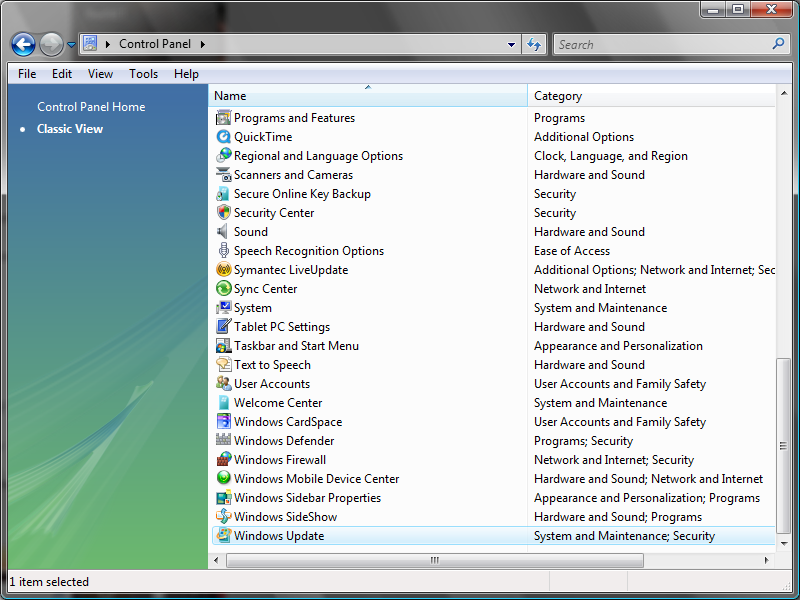 Control Panel
Search
File Edit View Tools Help
Control Panel Home
Classic View
Name Category
Programs and Features Programs
QuickTime Additional Options
Regional and Language Options Clock, Language, and Region
Scanners and Cameras Hardware and Sound
Secure Online Key Backup Security
Security Center Security
Sound Hardware and Sound
Speech Recognition Options Ease of Access
Symantec LiveUpdate Additional Options; Network and Internet; Sec
Sync Center Network and Internet
System System and Maintenance
Tablet PC Settings Hardware and Sound
Taskbar and Start Menu Appearance and Personalization
Text to Speech Hardware and Sound
User Accounts User Accounts and Family Safety
Welcome Center System and Maintenance
Windows CardSpace User Accounts and Family Safety
Windows Defender Programs; Security
Windows Firewall Network and Internet; Security
Windows Mobile Device Center Hardware and Sound; Network and Internet
Windows Sidebar Properties Appearance and Personalization; Programs
Windows SideShow Hardware and Sound; Programs
Windows Update System and Maintenance; Security
1 item selected